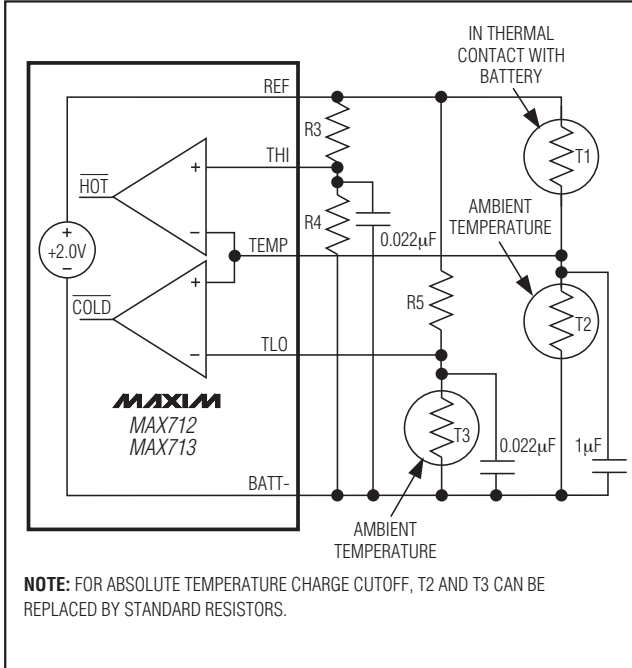 IN THERMAL
CONTACT WITH
BATTERY
REF
R3
T1
THI
HOT
+
AMBIENT
TEMPERATURE
R4
0.022μF
+
+2.0V
−
−
TEMP
+
R5
COLD
T2
−
TLO
MAXIM
MAX712
MAX713
T3
0.022μF
1μF
BATT-
AMBIENT
TEMPERATURE
NOTE: FOR ABSOLUTE TEMPERATURE CHARGE CUTOFF, T2 AND T3 CAN BE
REPLACED BY STANDARD RESISTORS.